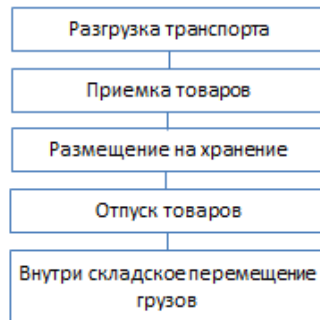 Разгрузка транспорта
Приемка товаров
Размещение на хранение
Отпуск товаров
Внутри складское перемещение
грузов